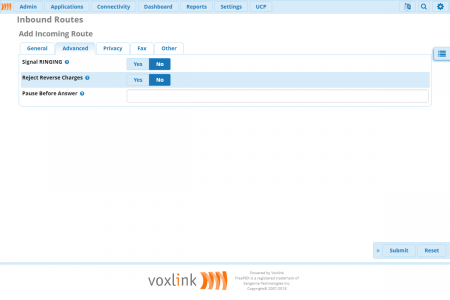 Admin Applications Connectivity Dashboard Reports Settings UCP
Inbound Routes
Add Incoming Route
General Advanced Privacy Fax Other
Signal RINGING Yes No
Reject Reverse Charges Yes No
Pause Before Answer
» Submit Reset
voxlink
Powered by Voxlink
FreePBX is a registered trademark of
Sangoma Technologies Inc.
Copyright© 2007-2018